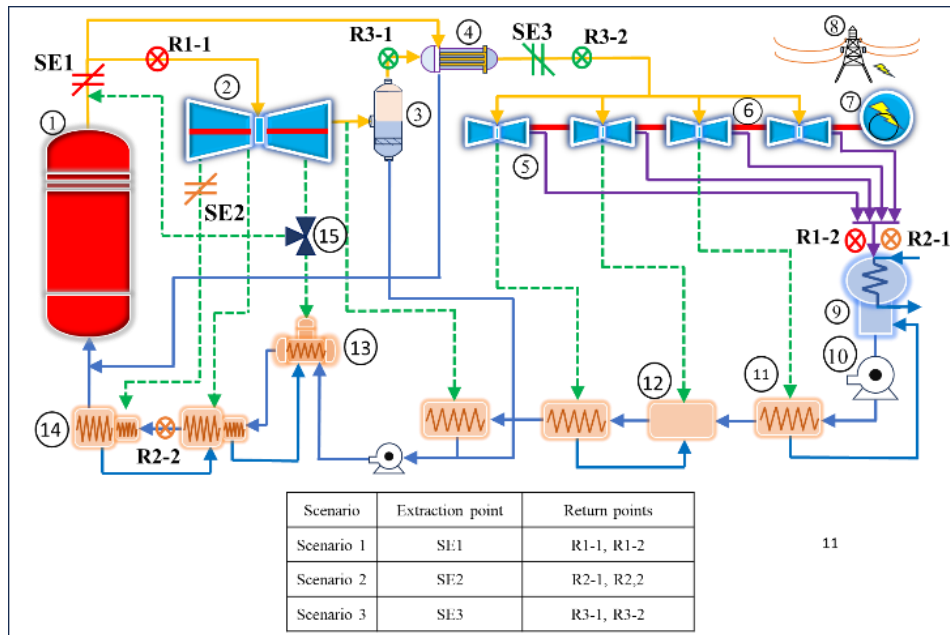 R1-1
R3-1
④
SE3
R3-2
⑧
SE1
②
①
③
⑥
⑦
⑤
SE2
⑮
R1-2
R2-1
⑨
⑬
⑩
⑫
⑪
⑭
R2-2
Scenario Extraction point Return points
Scenario 1 SE1 R1-1, R1-2
Scenario 2 SE2 R2-1, R2,2
Scenario 3 SE3 R3-1, R3-2
11